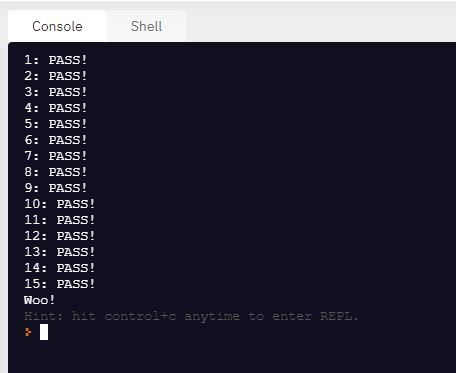 Console Shell
1: PASS!
2: PASS!
3: PASS!
4: PASS!
5: PASS!
6: PASS!
7: PASS!
8: PASS!
9: PASS!
10: PASS!
11: PASS!
12: PASS!
13: PASS!
14: PASS!
15: PASS!
Woo!
Hint: hit control+c anytime to enter REPL.